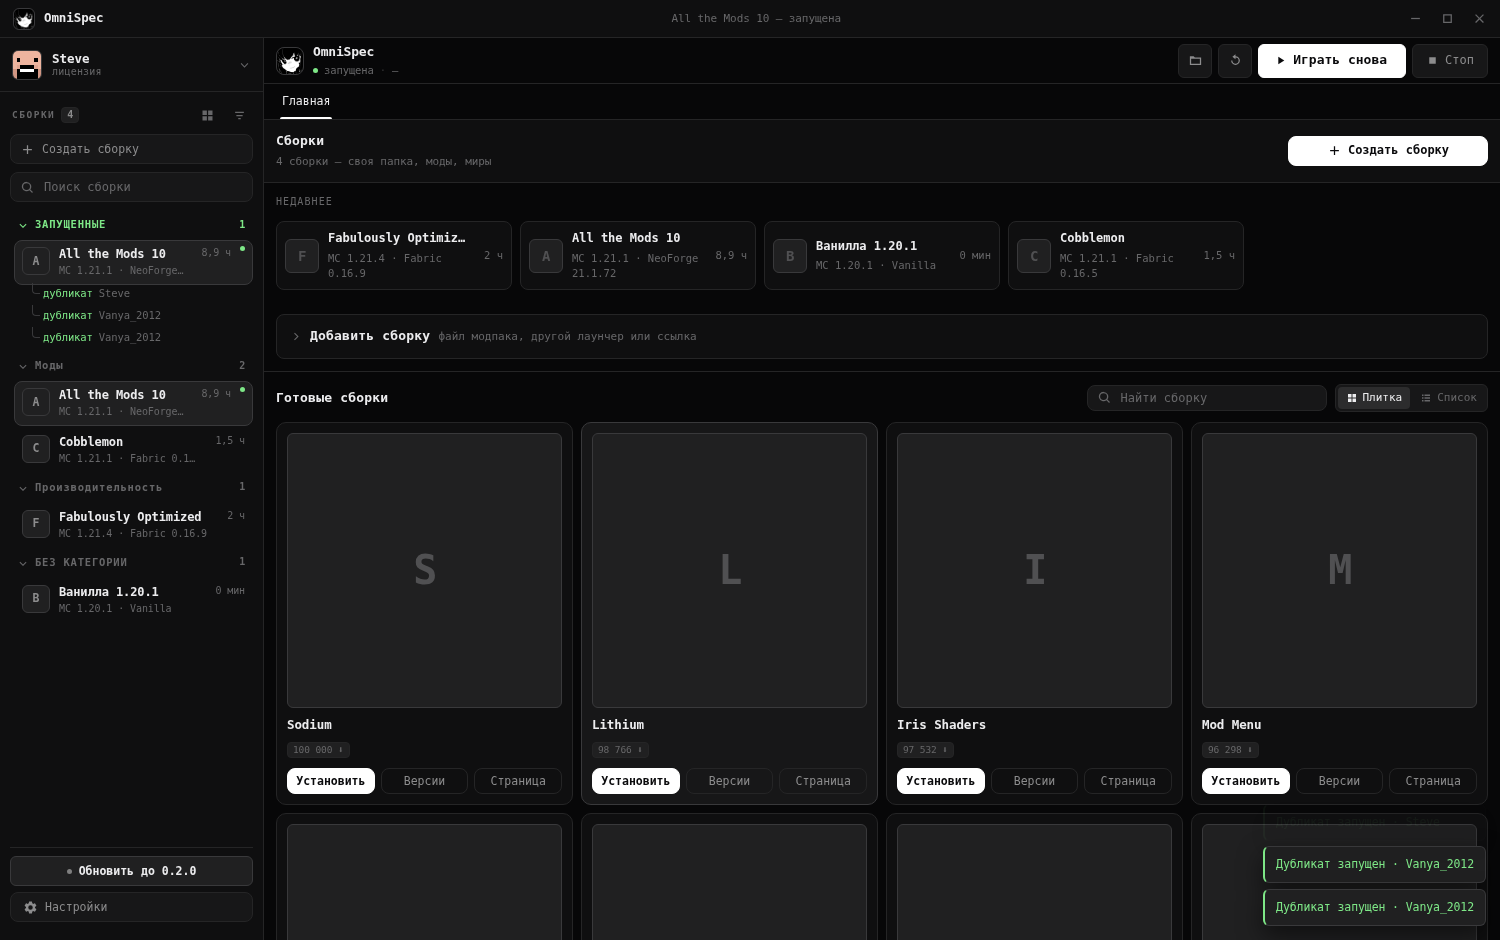 OmniSpec
All the Mods 10 — запущена
Steve
лицензия
СБОРКИ 4
Создать сборку
Поиск сборки
ЗАПУЩЕННЫЕ 1
All the Mods 10 8,9 ч
MC 1.21.1 · NeoForge…
дубликат Steve
дубликат Vanya_2012
дубликат Vanya_2012
Моды 2
All the Mods 10 8,9 ч
MC 1.21.1 · NeoForge…
Cobblemon 1,5 ч
MC 1.21.1 · Fabric 0.1…
Производительность 1
Fabulously Optimized 2 ч
MC 1.21.4 · Fabric 0.16.9
БЕЗ КАТЕГОРИИ 1
Ванилла 1.20.1 0 мин
MC 1.20.1 · Vanilla
A
A
C
F
В
Обновить до 0.2.0
Настройки
OmniSpec
запущена · —
Играть снова
Стоп
Главная
Сборки
4 сборки — своя папка, моды, миры
Создать сборку
НЕДАВНЕЕ
F
Fabulously Optimiz…
MC 1.21.4 · Fabric
0.16.9
2 ч
A
All the Mods 10
MC 1.21.1 · NeoForge
21.1.72
8,9 ч
В
Ванилла 1.20.1
MC 1.20.1 · Vanilla
0 мин
C
Cobblemon
MC 1.21.1 · Fabric
0.16.5
1,5 ч
Добавить сборку файл модпака, другой лаунчер или ссылка
Готовые сборки
Найти сборку
Плитка
Список
S
Sodium
100 000
Установить Версии Страница
L
Lithium
98 766
Установить Версии Страница
I
Iris Shaders
97 532
Установить Версии Страница
M
Mod Menu
96 298
Установить Версии Страница
Дубликат запущен · Steve
Дубликат запущен · Vanya_2012
Дубликат запущен · Vanya_2012